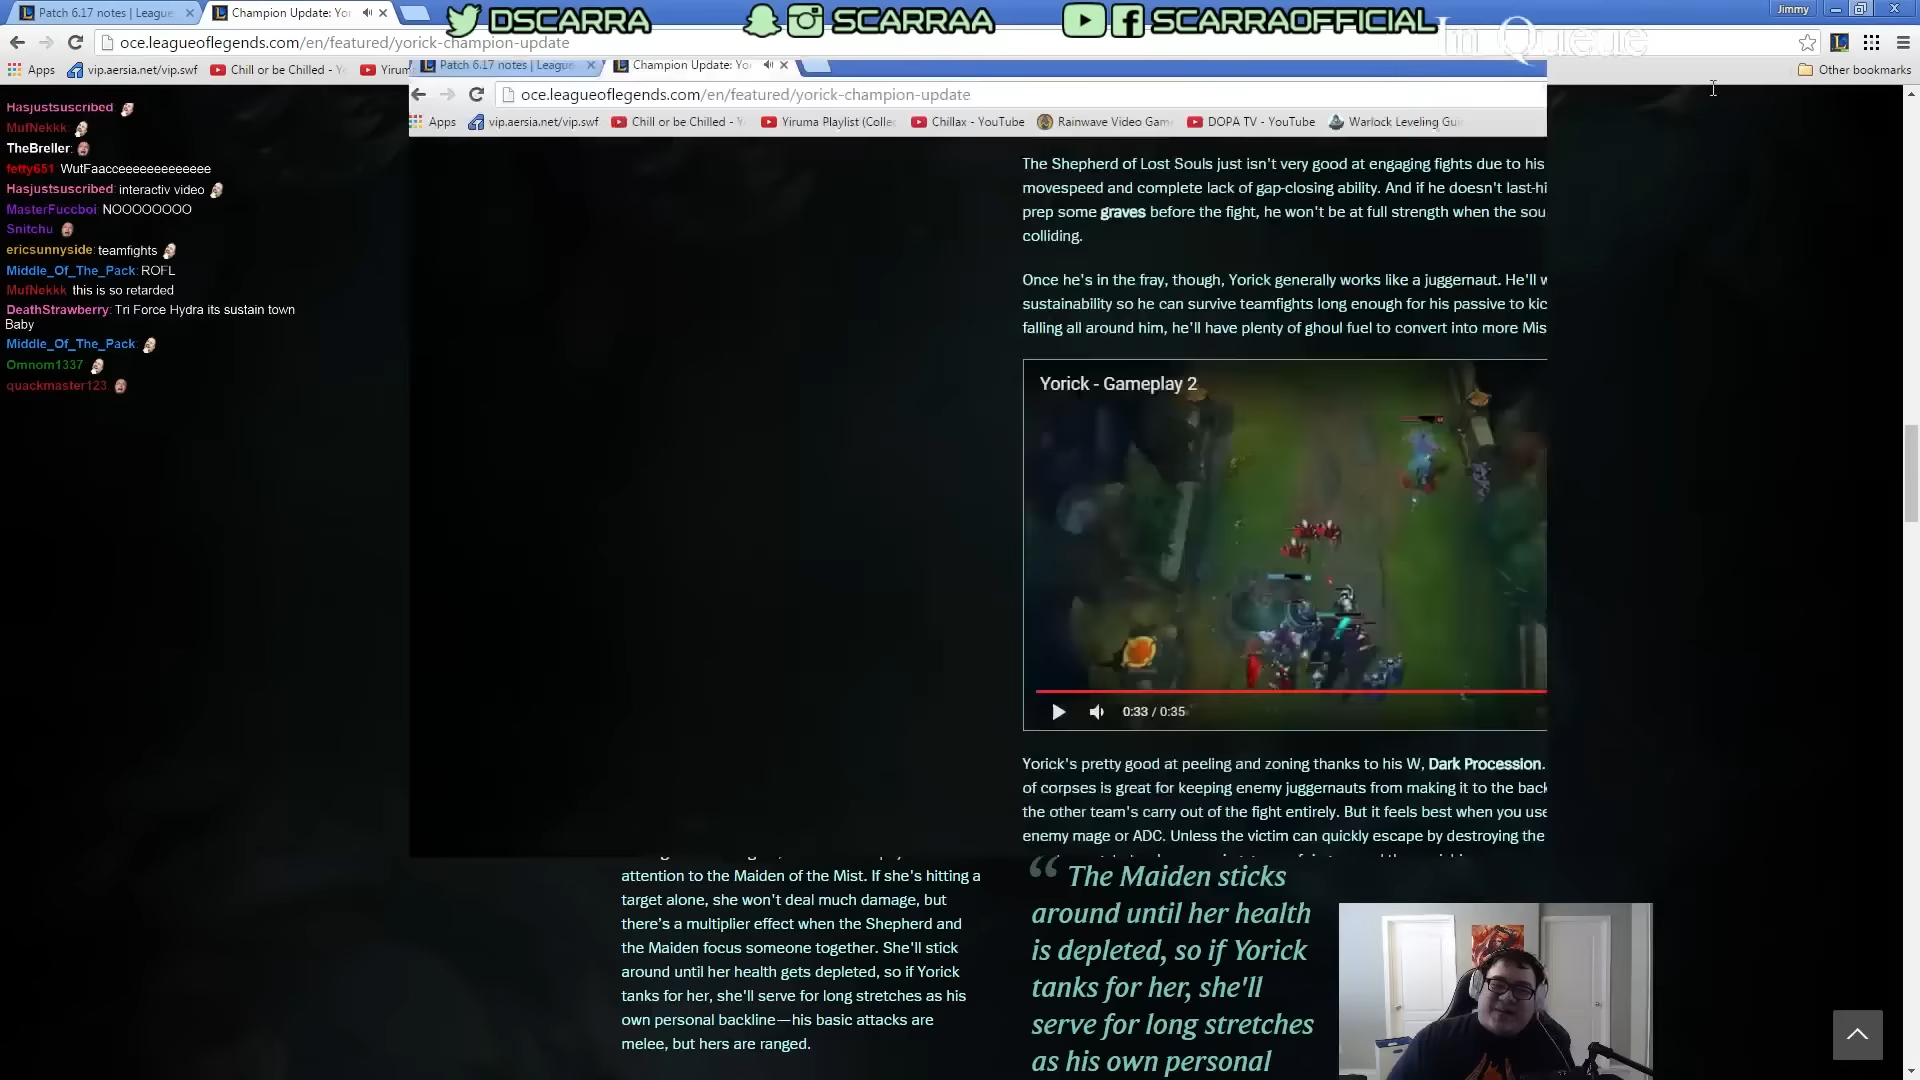 Patch 6.17 notes | League
Champion Update: Yo
DSCARRA
SCARRAA
SCARRAOFFICIAL
In Queue
Jimmy
oce.leagueoflegends.com/en/featured/yorick-champion-update
Apps
vip.aersia.net/vip.swf
Chill or be Chilled - Y
Yirum
Other bookmarks
Patch 6.17 notes | League
Champion Update: Yo
oce.leagueoflegends.com/en/featured/yorick-champion-update
Apps
vip.aersia.net/vip.swf
Chill or be Chilled - Y
Yiruma Playlist (Collec
Chillax - YouTube
Rainwave Video Gam
DOPA TV - YouTube
Warlock Leveling Gui
Hasjustsuscribed:
MufNekkk:
TheBreller:
fetty651 WutFaacceeeeeeeeeeeee
Hasjustsuscribed: interactiv video
MasterFuccboi: NOOOOOOOO
Snitchu
ericsunnyside: teamfights
Middle_Of_The_Pack: ROFL
MufNekkk this is so retarded
DeathStrawberry: Tri Force Hydra its sustain town
Baby
Middle_Of_The_Pack:
Omnom1337
quackmaster123
The Shepherd of Lost Souls just isn't very good at engaging fights due to his
movespeed and complete lack of gap-closing ability. And if he doesn't last-hi
prep some graves before the fight, he won't be at full strength when the sou
colliding.
Once he's in the fray, though, Yorick generally works like a juggernaut. He'll w
sustainability so he can survive teamfights long enough for his passive to kic
falling all around him, he'll have plenty of ghoul fuel to convert into more Mis
Yorick - Gameplay 2
0:33 / 0:35
Yorick's pretty good at peeling and zoning thanks to his W, Dark Procession.
of corpses is great for keeping enemy juggernauts from making it to the back
the other team's carry out of the fight entirely. But it feels best when you use
enemy mage or ADC. Unless the victim can quickly escape by destroying the
attention to the Maiden of the Mist. If she's hitting a
target alone, she won't deal much damage, but
there's a multiplier effect when the Shepherd and
the Maiden focus someone together. She'll stick
around until her health gets depleted, so if Yorick
tanks for her, she'll serve for long stretches as his
own personal backline—his basic attacks are
melee, but hers are ranged.
“ The Maiden sticks
around until her health
is depleted, so if Yorick
tanks for her, she'll
serve for long stretches
as his own personal